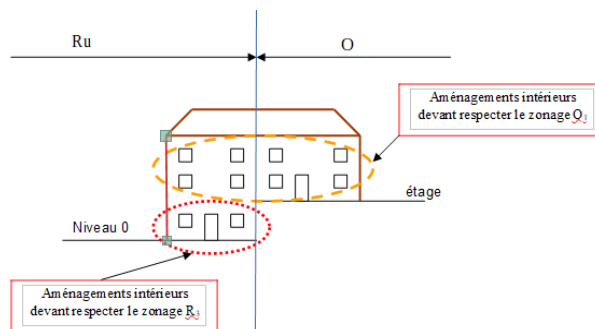 Ru
O
Aménagements intérieurs
devant respecter le zonage O₁
étage
Niveau 0
Aménagements intérieurs
devant respecter le zonage R₃